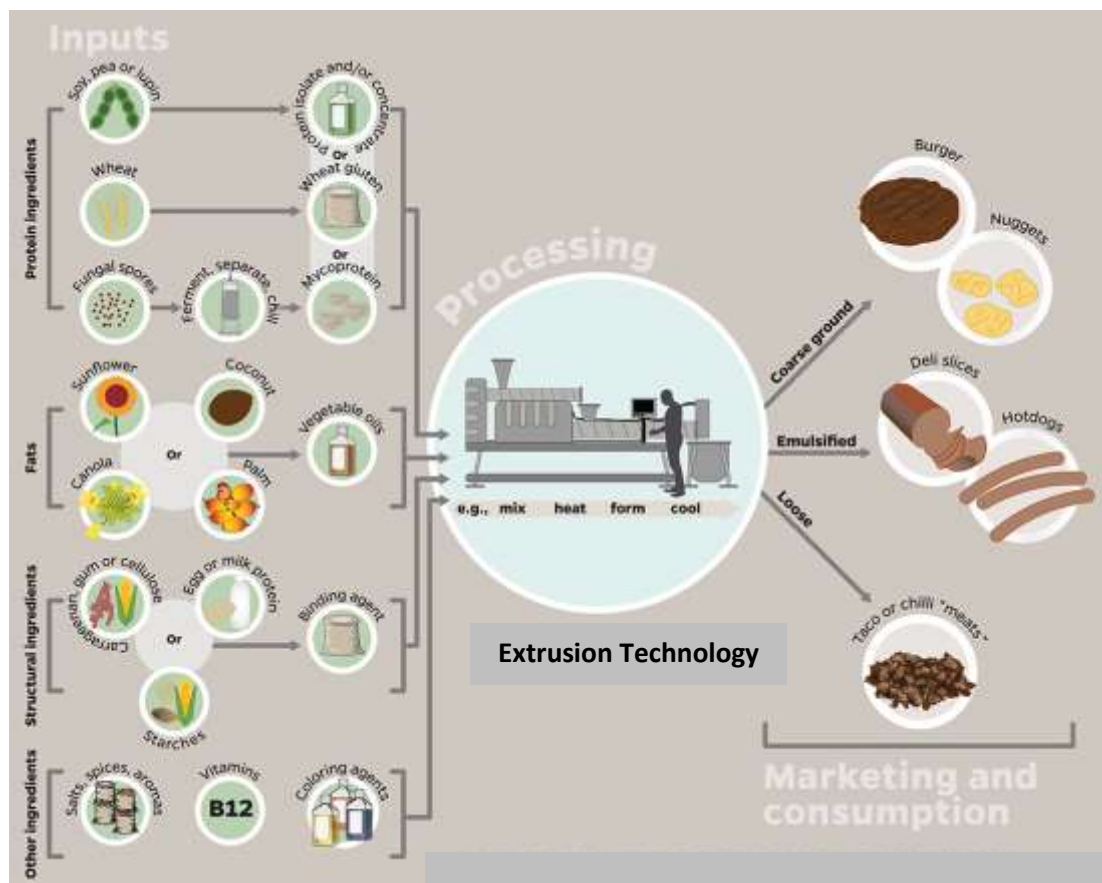 Inputs
Protein ingredients
Soy, pea or lupin
Protein isolate and/or concentrate
Or
Wheat
Wheat gluten
Or
Fungal spores
Ferment, separate, chill
Mycoprotein
Fats
Sunflower
Coconut
Or
Canola
Palm
Vegetable oils
Structural ingredients
Carrageenan, gum or cellulose
Egg or milk protein
Or
Starches
Binding agent
Other ingredients
Salts, spices, aromas
Vitamins
B12
Coloring agents
Processing
e.g., mix heat form cool
Extrusion Technology
Coarse ground
Burger
Nuggets
Emulsified
Deli slices
Hotdogs
Loose
Taco or chilli "meats"
Marketing and
consumption